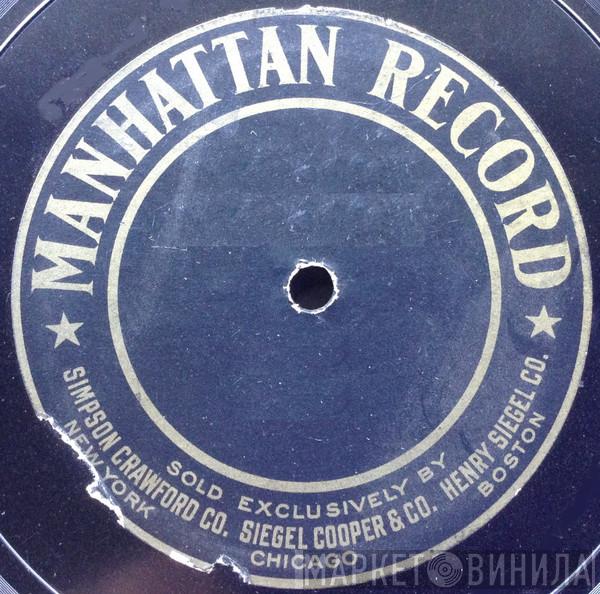 MANHATTAN RECORD
SOLD EXCLUSIVELY BY
SIMPSON CRAWFORD CO. SIEGEL COOPER & CO. HENRY SIEGEL CO.
NEW YORK CHICAGO BOSTON
МАРКЕТ ВИНИЛА